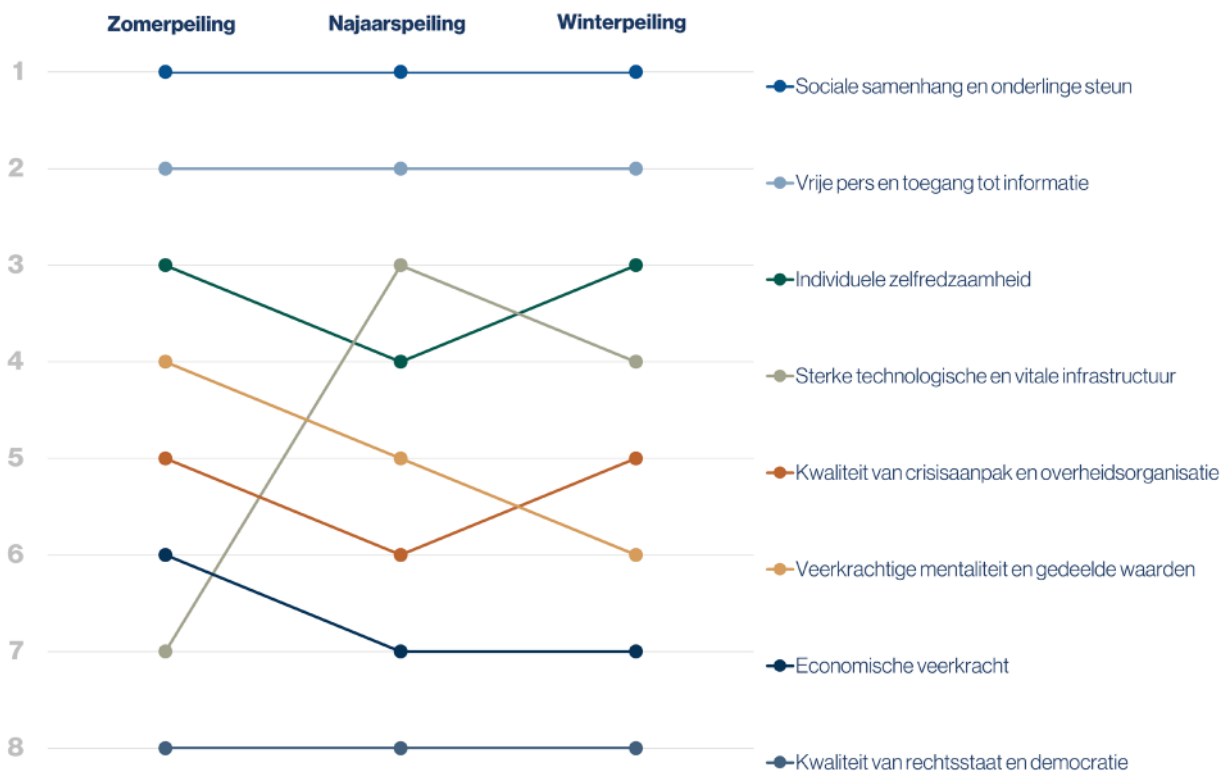 Zomerpeiling Najaarspeiling Winterpeiling
1
Sociale samenhang en onderlinge steun
2
Vrije pers en toegang tot informatie
3
Individuele zelfredzaamheid
4
Sterke technologische en vitale infrastructuur
5
Kwaliteit van crisisaanpak en overheidsorganisatie
6
Veerkrachtige mentaliteit en gedeelde waarden
7
Economische veerkracht
8
Kwaliteit van rechtsstaat en democratie